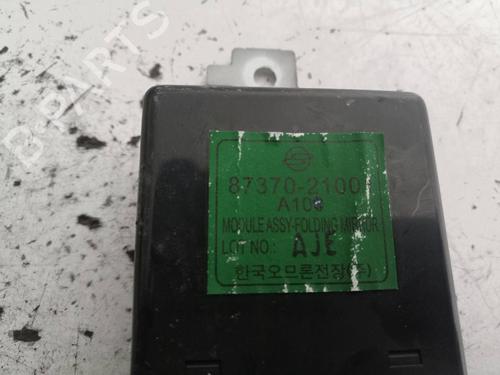 87370-2100
A100
MODULE ASSY-FOLDING MIRROR
LOT NO.: AJE
한국오므론전장(주)
B-PARTS